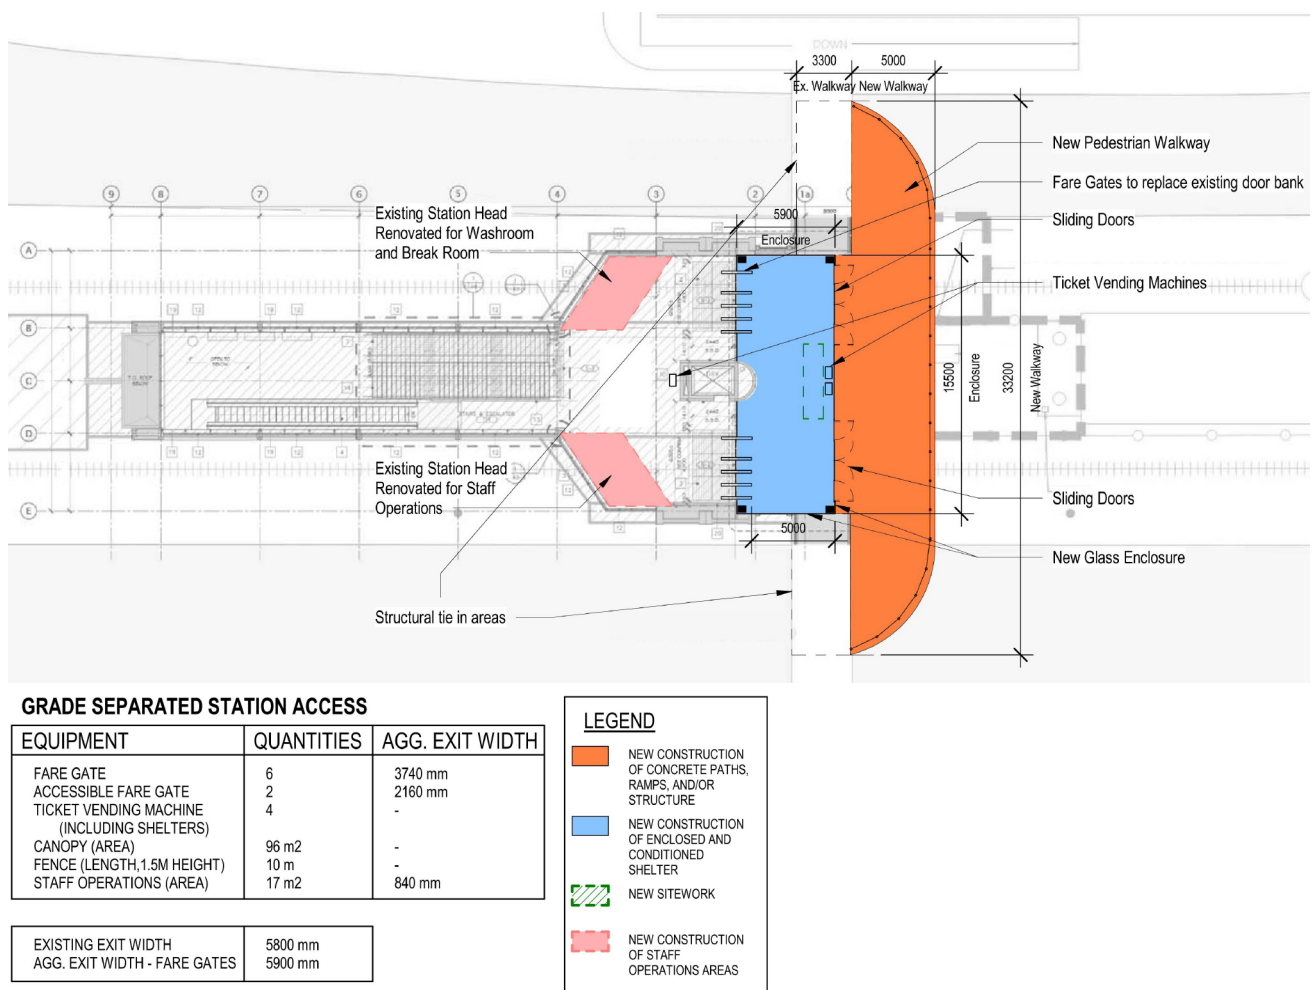 DOWN
3300
5000
Ex. Walkway
New Walkway
New Pedestrian Walkway
Fare Gates to replace existing door bank
Sliding Doors
Ticket Vending Machines
9
8
7
6
5
4
3
2
1a
Existing Station Head
Renovated for Washroom
and Break Room
5900
Enclosure
A
B
C
D
E
15500
Enclosure
33200
New Walkway
STAIRS & ESCALATOR
Existing Station Head
Renovated for Staff
Operations
Sliding Doors
5000
New Glass Enclosure
Structural tie in areas
GRADE SEPARATED STATION ACCESS
EQUIPMENT QUANTITIES AGG. EXIT WIDTH
FARE GATE 6 3740 mm
ACCESSIBLE FARE GATE 2 2160 mm
TICKET VENDING MACHINE 4 -
(INCLUDING SHELTERS)
CANOPY (AREA) 96 m2 -
FENCE (LENGTH,1.5M HEIGHT) 10 m -
STAFF OPERATIONS (AREA) 17 m2 840 mm
EXISTING EXIT WIDTH 5800 mm
AGG. EXIT WIDTH - FARE GATES 5900 mm
LEGEND
NEW CONSTRUCTION
OF CONCRETE PATHS,
RAMPS, AND/OR
STRUCTURE
NEW CONSTRUCTION
OF ENCLOSED AND
CONDITIONED
SHELTER
NEW SITEWORK
NEW CONSTRUCTION
OF STAFF
OPERATIONS AREAS